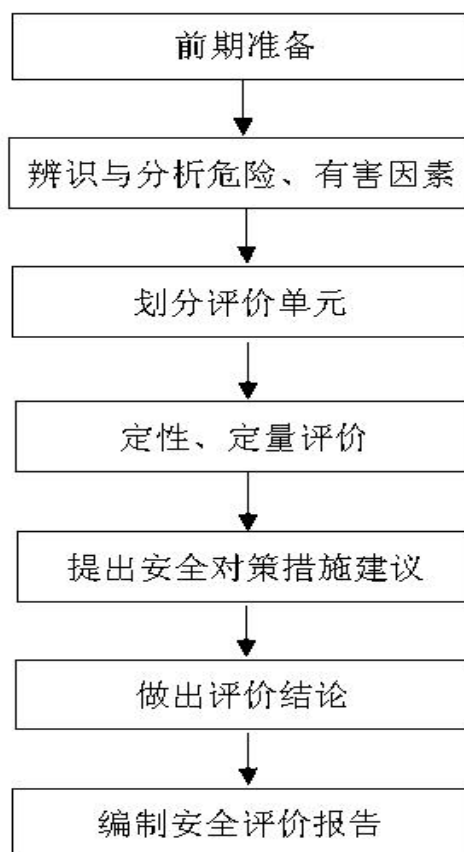 前期准备
辨识与分析危险、有害因素
划分评价单元
定性、定量评价
提出安全对策措施建议
做出评价结论
编制安全评价报告